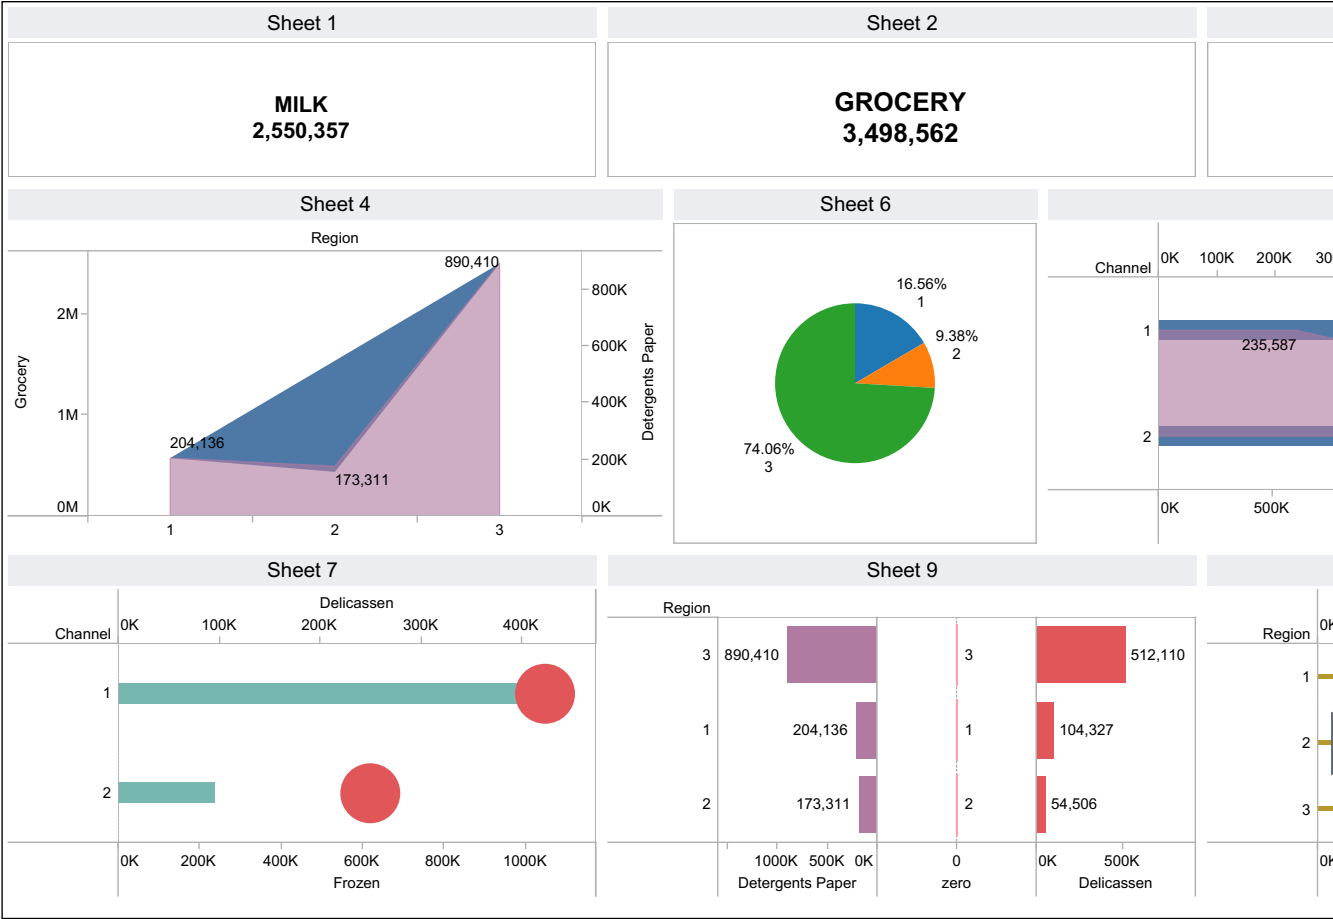 Sheet 1
Sheet 2
MILK
2,550,357
GROCERY
3,498,562
Sheet 4
Sheet 6
Region
Grocery
2M
1M
0M
890,410
204,136
173,311
800K
600K
400K
200K
0K
Detergents Paper
1 2 3
16.56%
1
9.38%
2
74.06%
3
Channel
0K 100K 200K 30
1
235,587
2
0K 500K
Sheet 7
Sheet 9
Delicassen
Channel
0K 100K 200K 300K 400K
1
2
0K 200K 400K 600K 800K 1000K
Frozen
Region
3 890,410 3 512,110
1 204,136 1 104,327
2 173,311 2 54,506
1000K 500K 0K 0 0K 500K
Detergents Paper zero Delicassen
Region
1
2
3